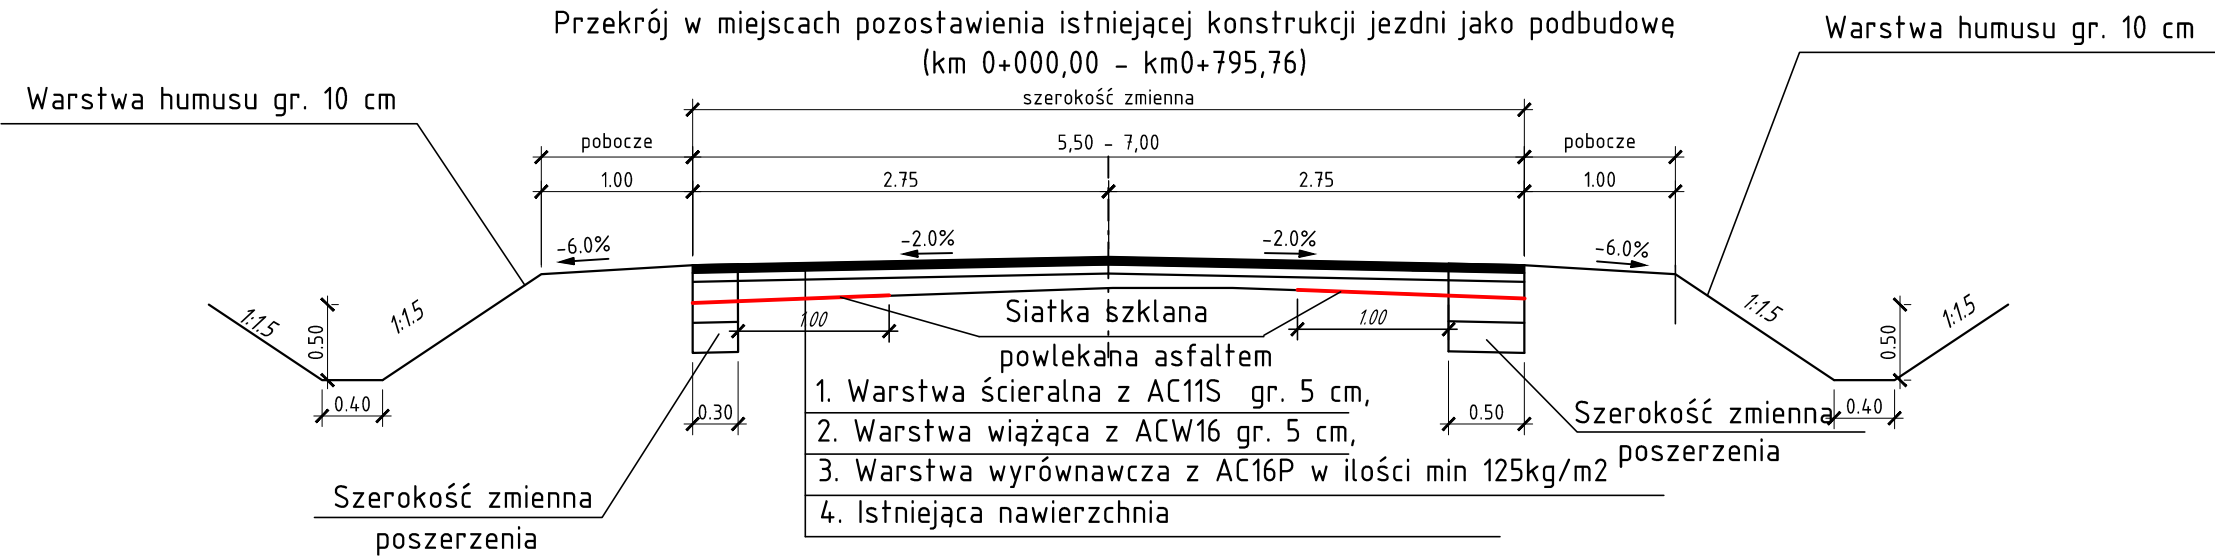 Przekrój w miejscach pozostawienia istniejącej konstrukcji jezdni jako podbudowę
(km 0+000,00 - km0+795,76)
Warstwa humusu gr. 10 cm
Warstwa humusu gr. 10 cm
szerokość zmienna
pobocze
5,50 - 7,00
pobocze
1.00
2.75
2.75
1.00
-6.0%
-2.0%
-2.0%
-6.0%
1:1.5
0.50
1:1.5
1.00
Siatka szklana
powlekana asfaltem
1.00
1:1.5
0.50
1:1.5
0.40
0.30
0.50
0.40
1. Warstwa ścieralna z AC11S gr. 5 cm,
2. Warstwa wiążąca z ACW16 gr. 5 cm,
3. Warstwa wyrównawcza z AC16P w ilości min 125kg/m2
4. Istniejąca nawierzchnia
Szerokość zmienna
poszerzenia
Szerokość zmienna
poszerzenia